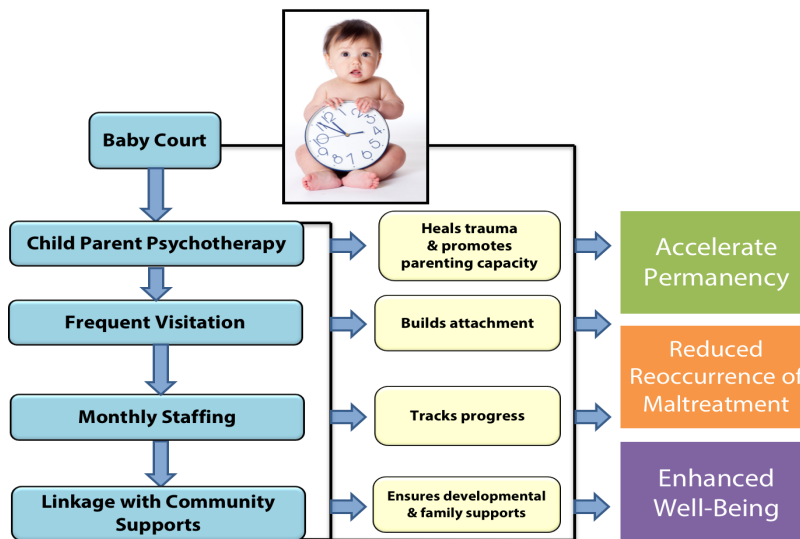 Baby Court
Child Parent Psychotherapy
Heals trauma
& promotes
parenting capacity
Accelerate
Permanency
Frequent Visitation
Builds attachment
Reduced
Reoccurrence of
Maltreatment
Monthly Staffing
Tracks progress
Linkage with Community
Supports
Ensures developmental
& family supports
Enhanced
Well-Being